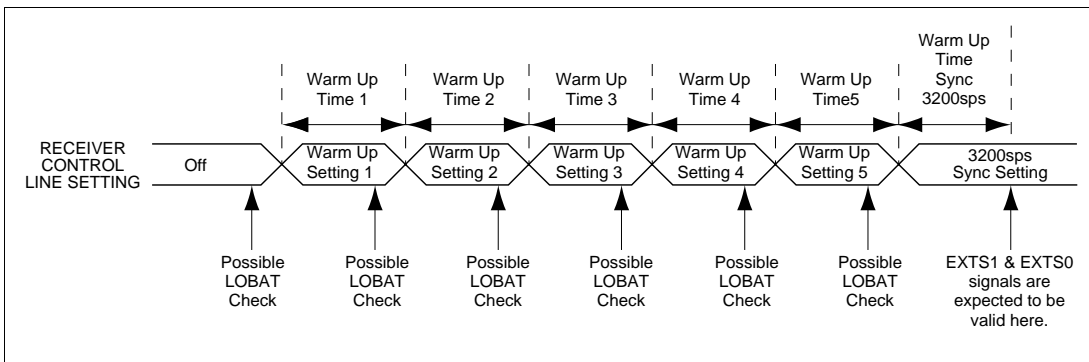 Warm Up
Time
Sync
3200sps
Warm Up
Time 1
Warm Up
Time 2
Warm Up
Time 3
Warm Up
Time 4
Warm Up
Time5
RECEIVER
CONTROL
LINE SETTING
Off
Warm Up
Setting 1
Warm Up
Setting 2
Warm Up
Setting 3
Warm Up
Setting 4
Warm Up
Setting 5
3200sps
Sync Setting
Possible
LOBAT
Check
Possible
LOBAT
Check
Possible
LOBAT
Check
Possible
LOBAT
Check
Possible
LOBAT
Check
Possible
LOBAT
Check
EXTS1 & EXTS0
signals are
expected to be
valid here.